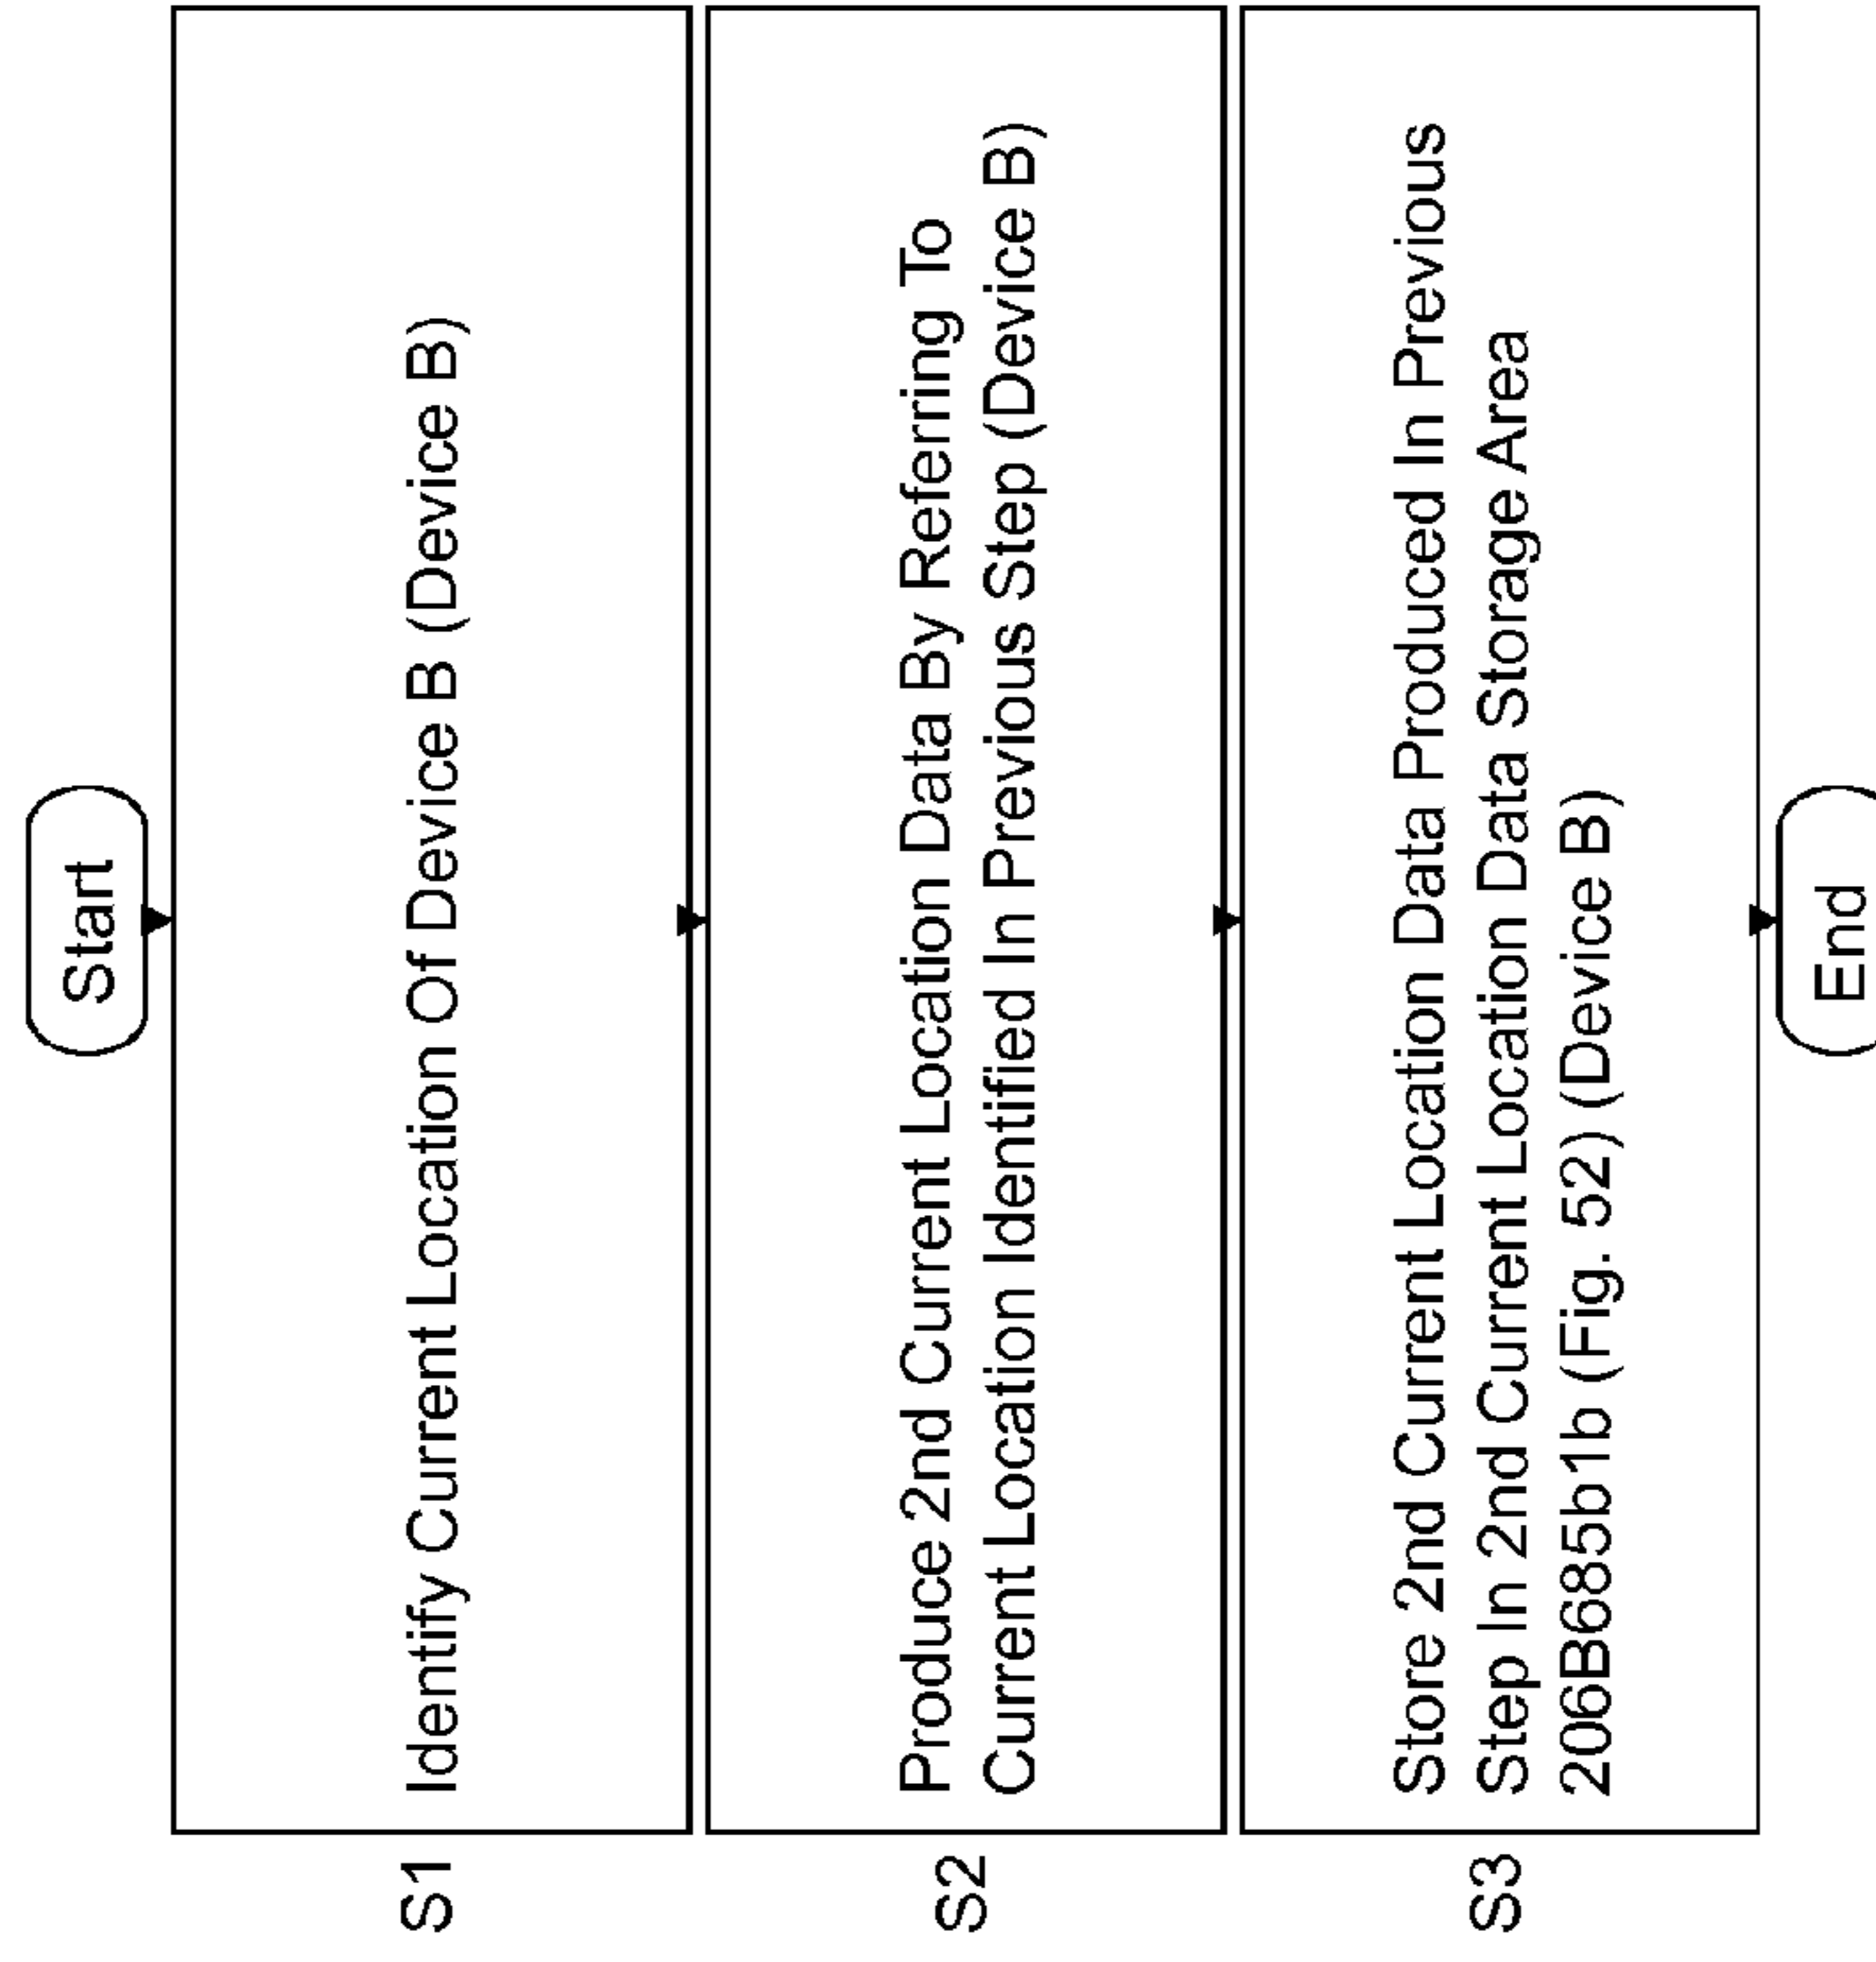 Start
S1
Identify Current Location Of Device B (Device B)
S2
Produce 2nd Current Location Data By Referring To
Current Location Identified In Previous Step (Device B)
S3
Store 2nd Current Location Data Produced In Previous
Step In 2nd Current Location Data Storage Area
206B685b1b (Fig. 52) (Device B)
End